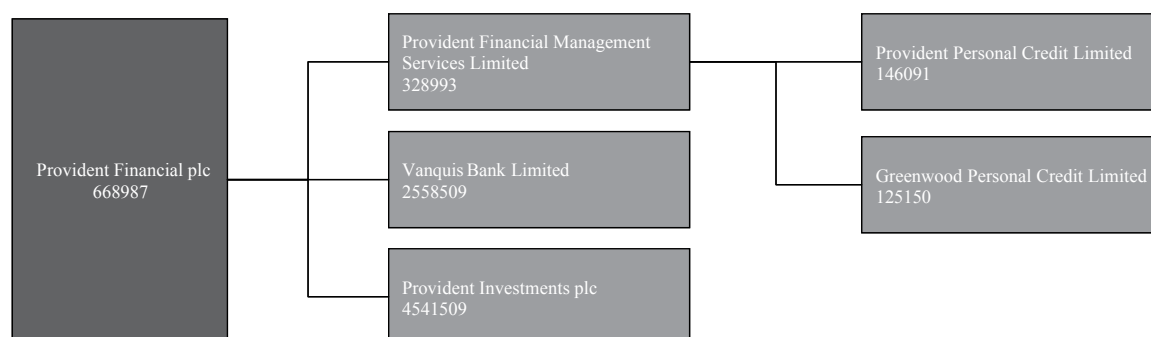 Provident Financial plc
668987
Provident Financial Management
Services Limited
328993
Vanquis Bank Limited
2558509
Provident Investments plc
4541509
Provident Personal Credit Limited
146091
Greenwood Personal Credit Limited
125150